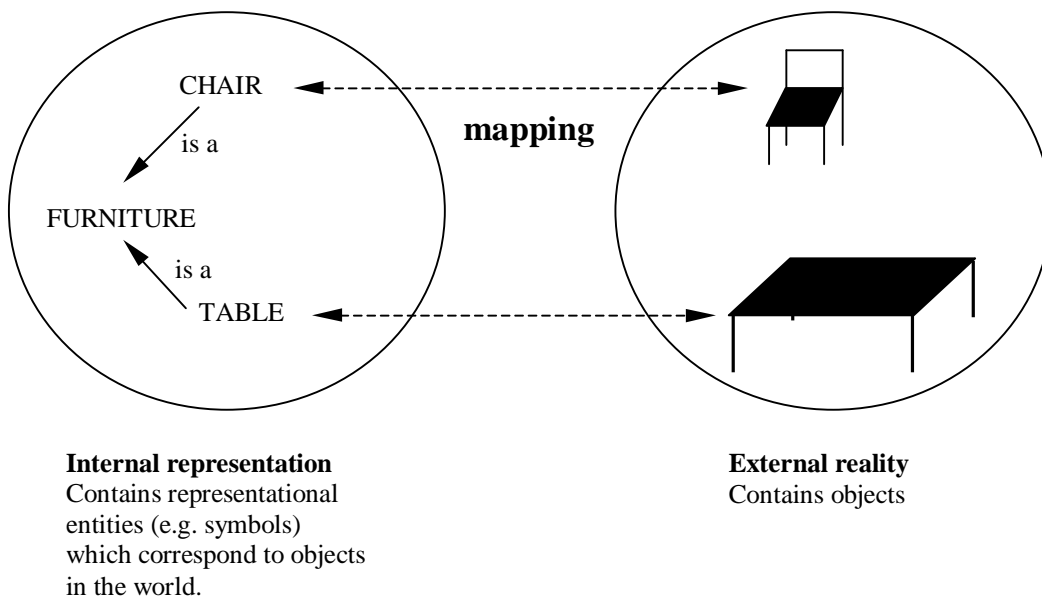 CHAIR
mapping
is a
FURNITURE
is a
TABLE
Internal representation
Contains representational
entities (e.g. symbols)
which correspond to objects
in the world.
External reality
Contains objects